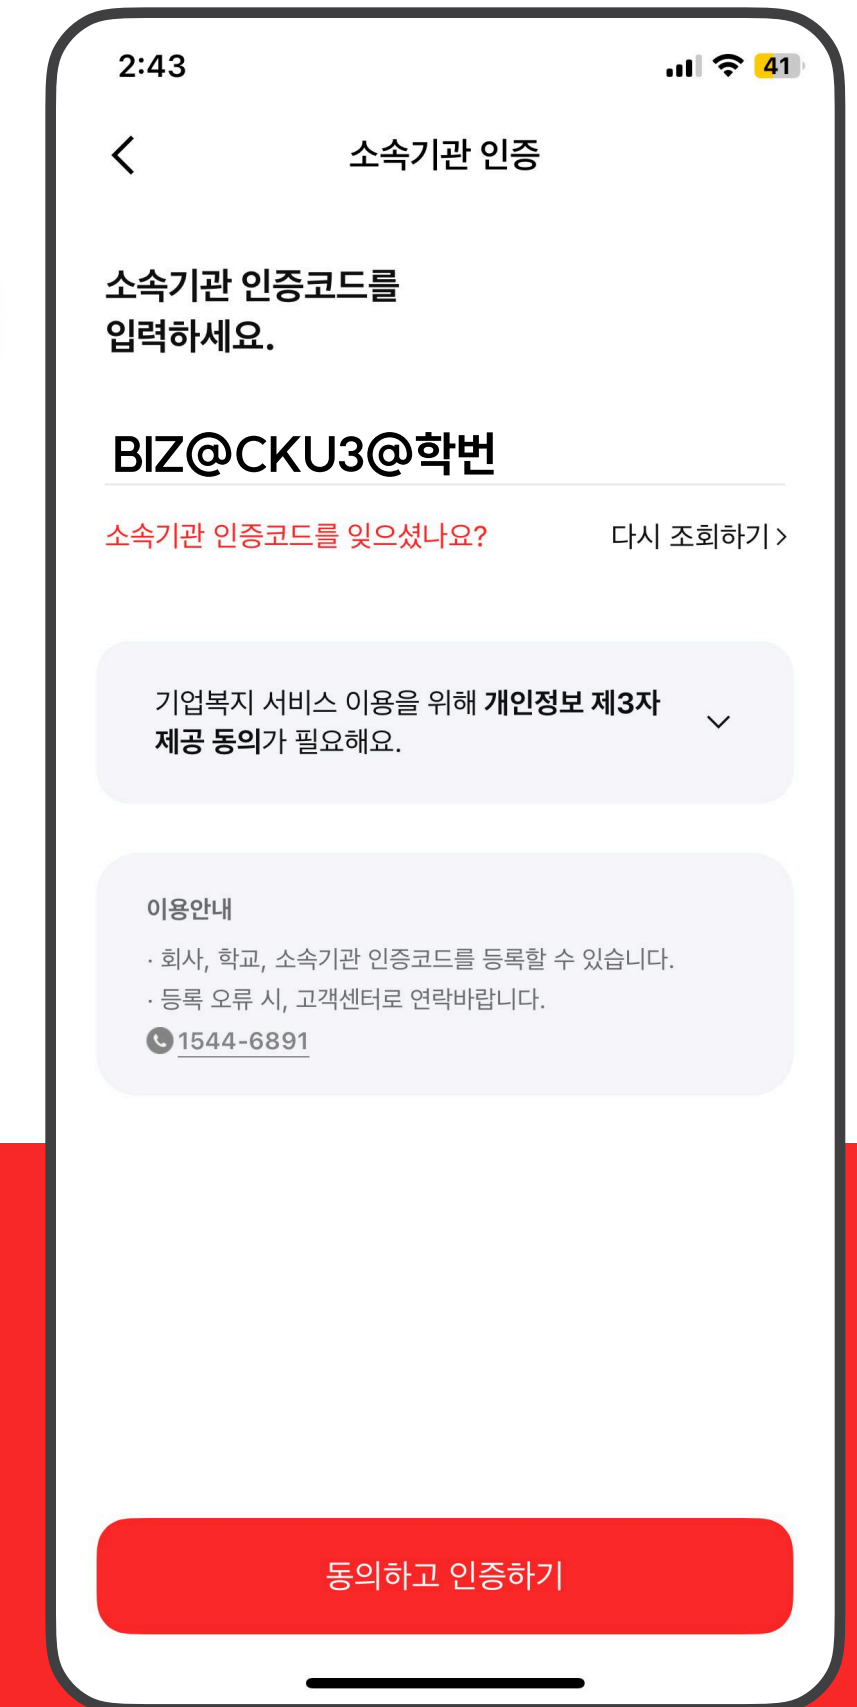 2:43
41
소속기관 인증
소속기관 인증코드를
입력하세요.
BIZ@CKU3@학번
소속기관 인증코드를 잊으셨나요?
다시 조회하기 >
기업복지 서비스 이용을 위해 개인정보 제3자
제공 동의가 필요해요.
이용안내
· 회사, 학교, 소속기관 인증코드를 등록할 수 있습니다.
· 등록 오류 시, 고객센터로 연락바랍니다.
1544-6891
동의하고 인증하기